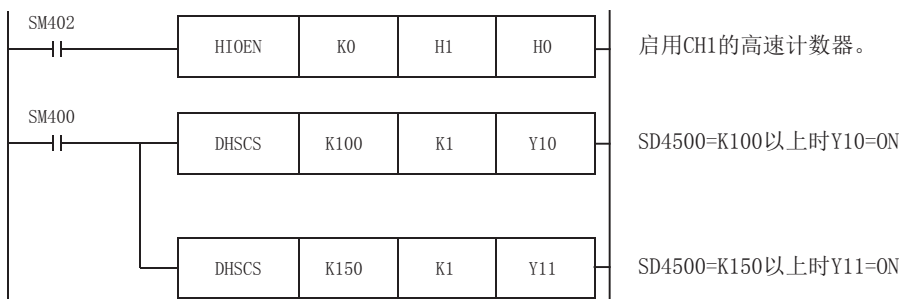 SM402
HIOEN K0 H1 H0 启用CH1的高速计数器。
SM400
DHSCS K100 K1 Y10 SD4500=K100以上时Y10=ON
DHSCS K150 K1 Y11 SD4500=K150以上时Y11=ON